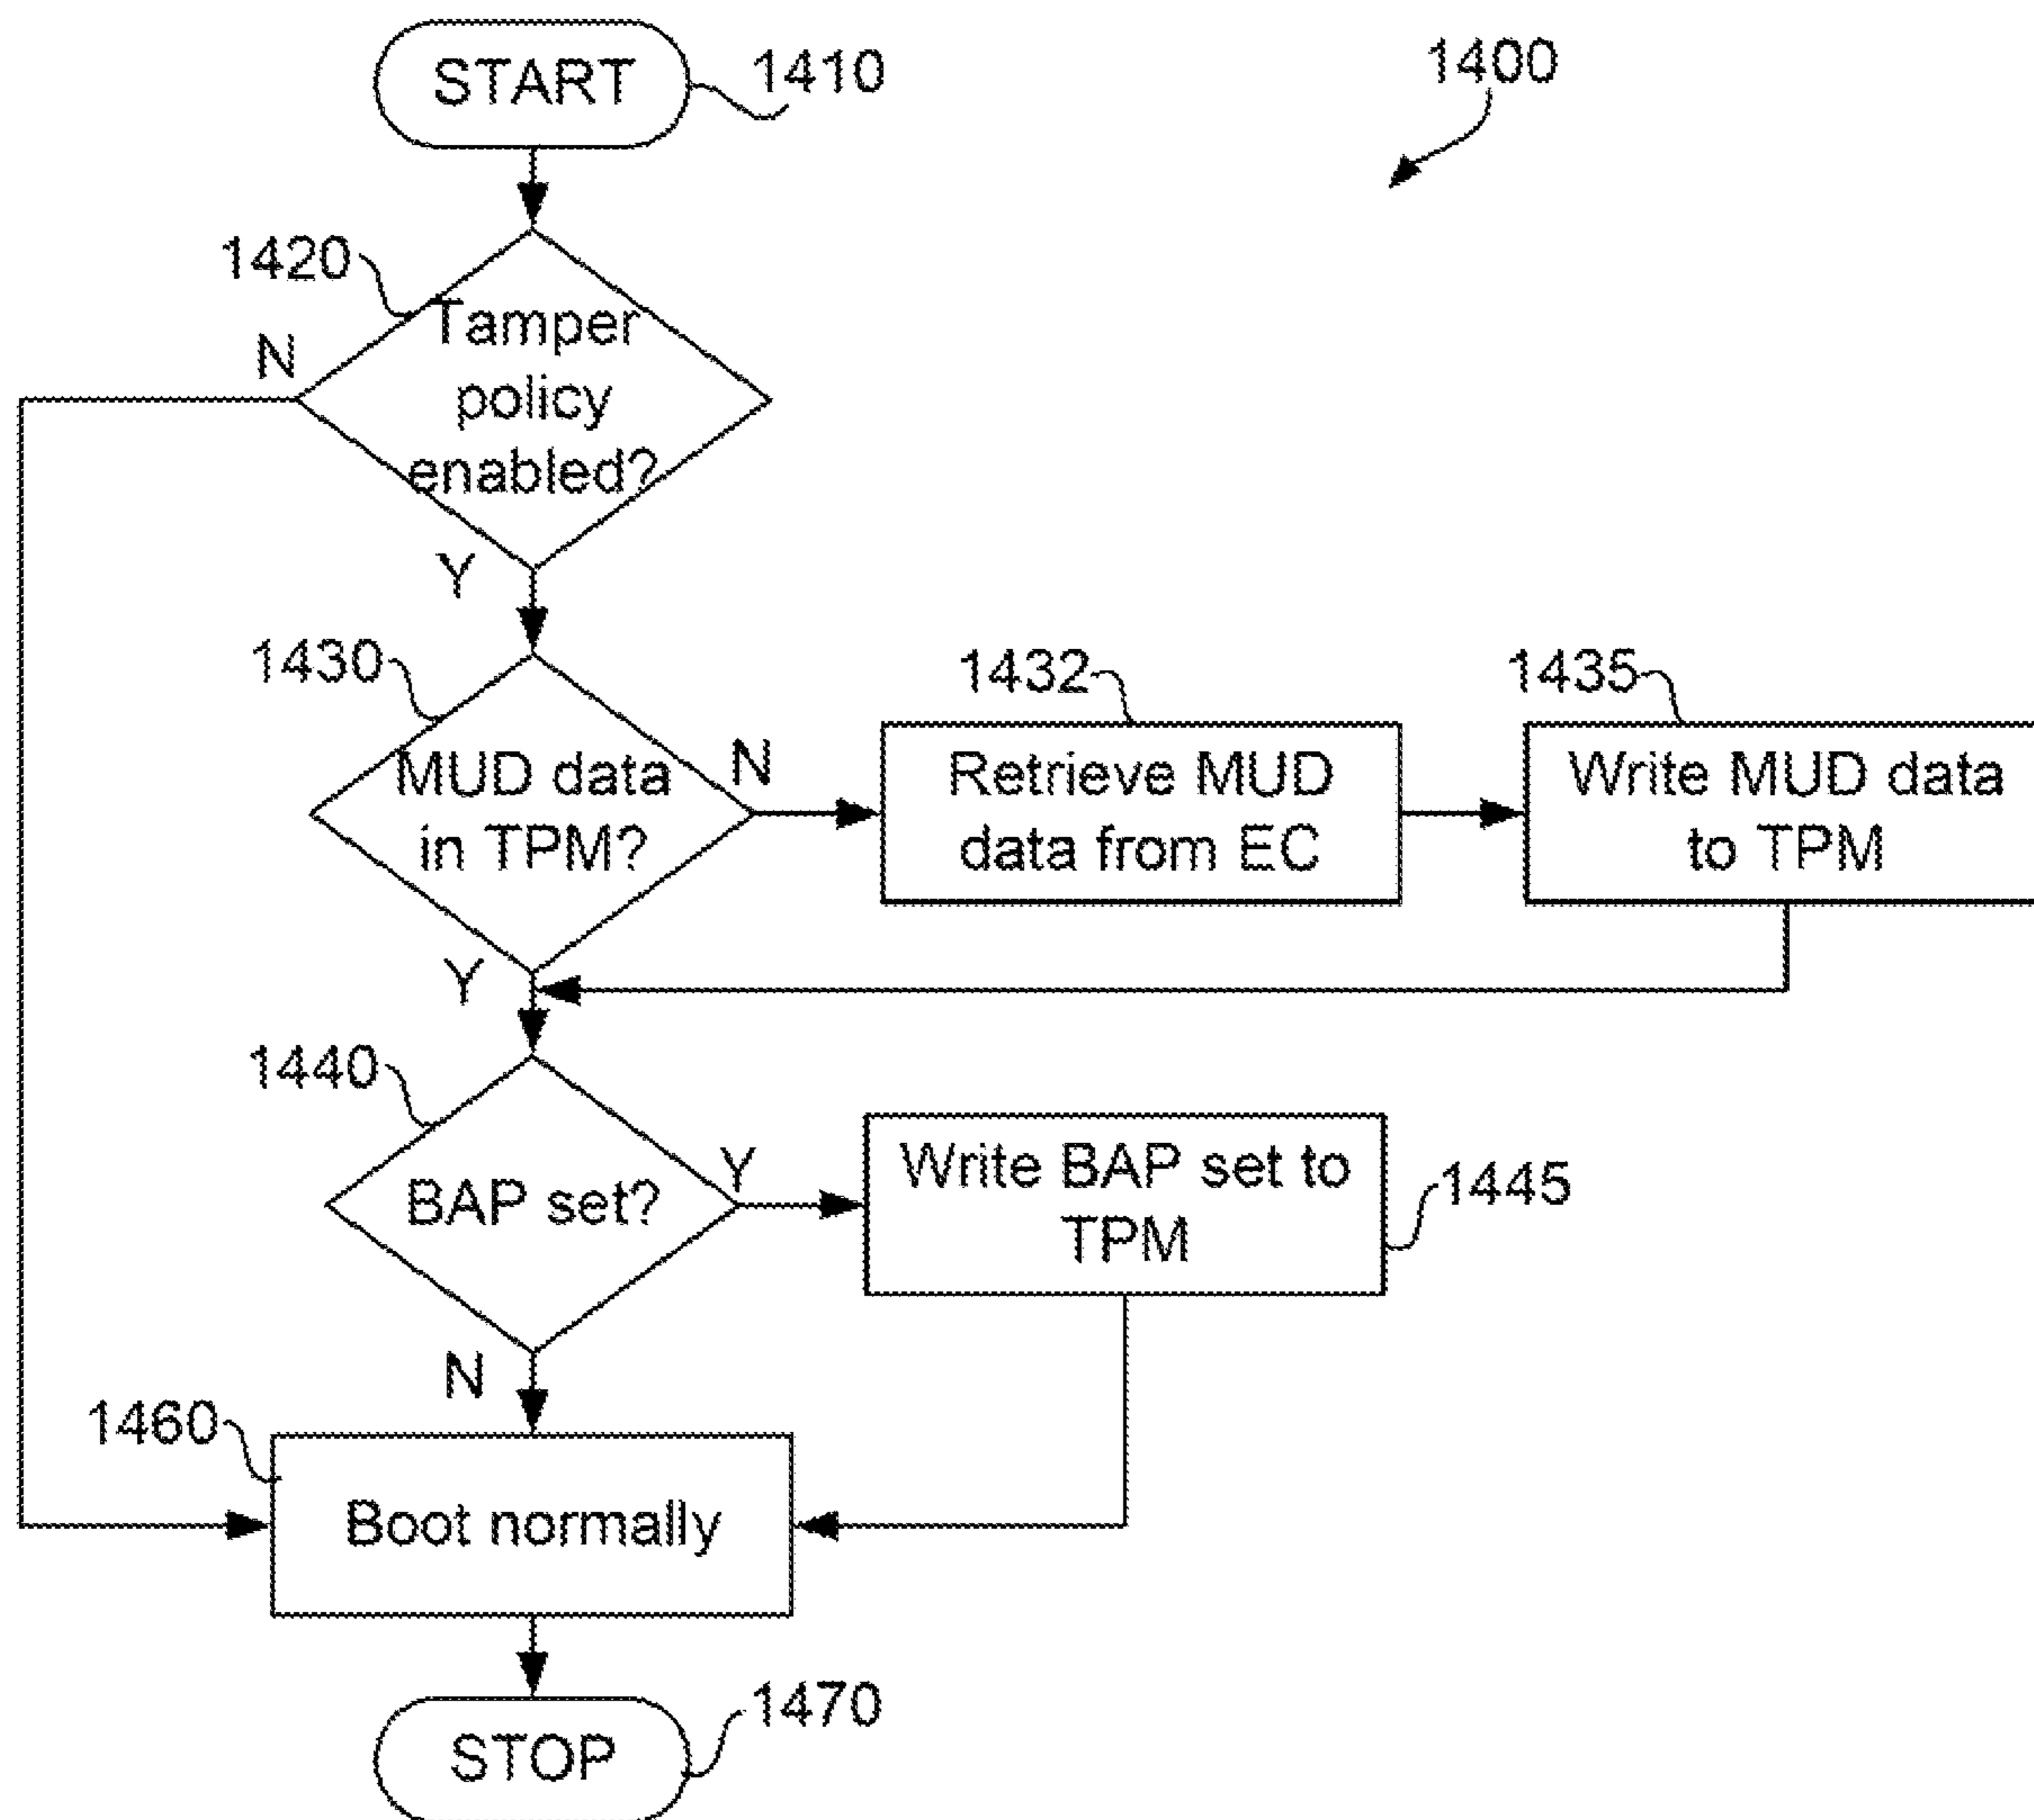 START
1410
1400
1420
N
Tamper
policy
enabled?
Y
1430
1432
1435
MUD data
in TPM?
N
Retrieve MUD
data from EC
Write MUD data
to TPM
Y
1440
BAP set?
Y
Write BAP set to
TPM
1445
N
1460
Boot normally
STOP
1470